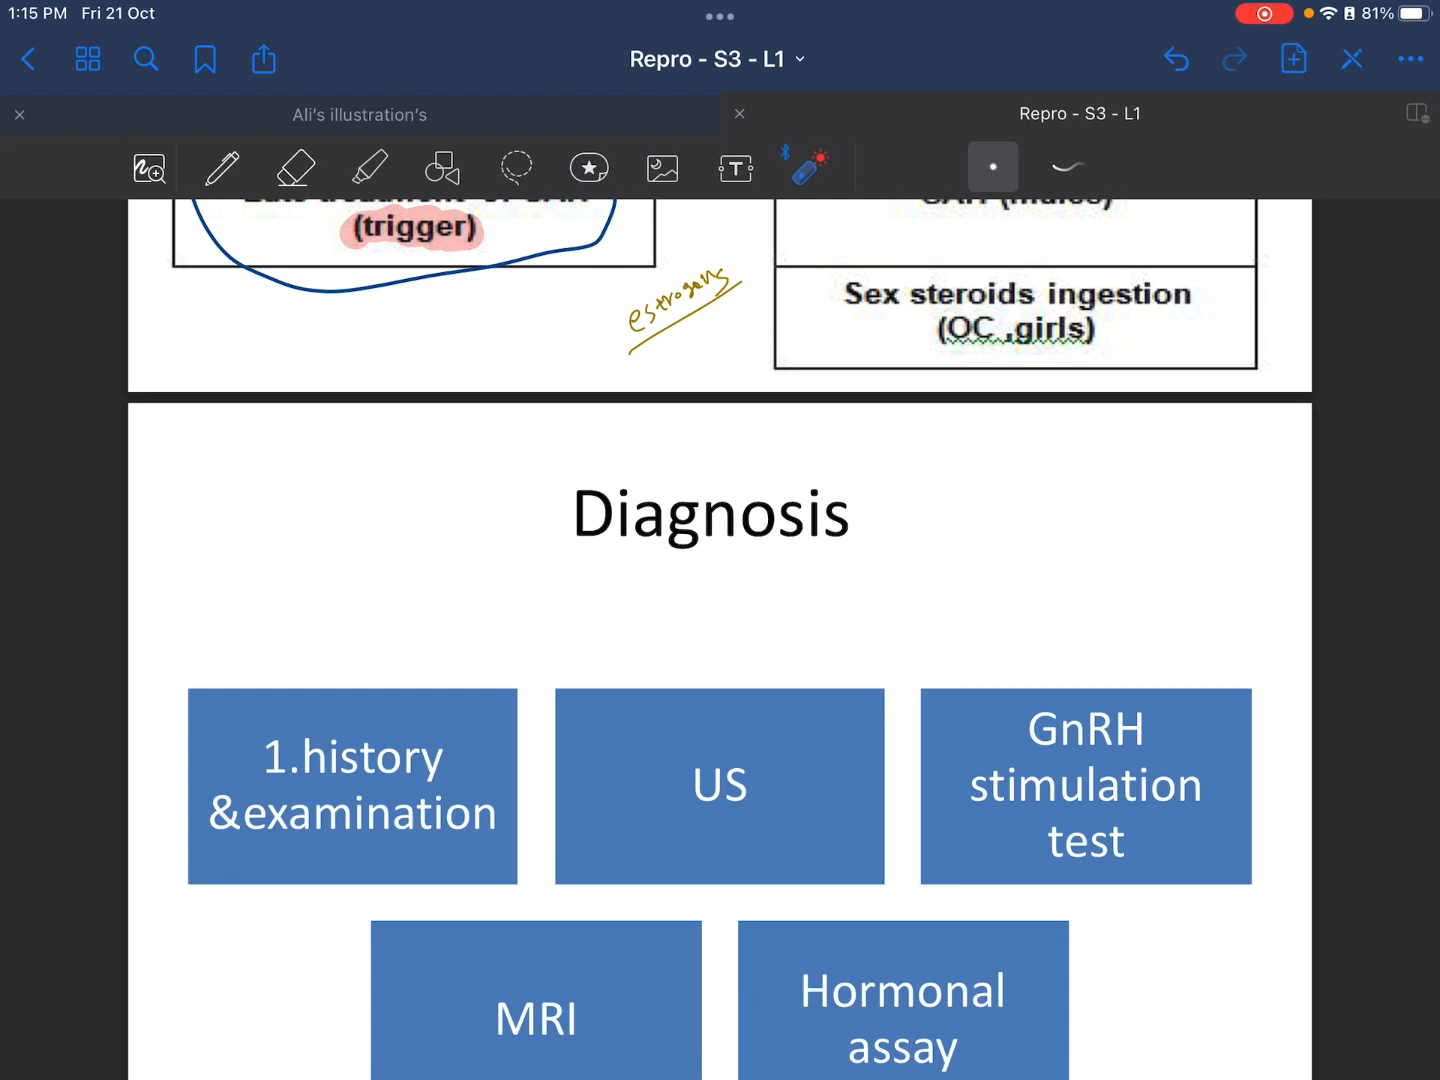 1:15 PM Fri 21 Oct
81%
Repro - S3 - L1
Ali's illustration's
Repro - S3 - L1
(trigger)
estrogens
Sex steroids ingestion
(OC ,girls)
Diagnosis
1.history
&examination
US
GnRH
stimulation
test
MRI
Hormonal
assay